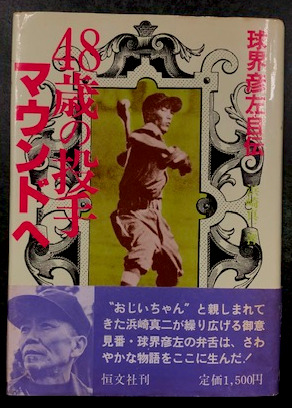 球界彦左自伝
48歳の投手
マウンドへ
“おじいちゃん”と親しまれて
きた浜崎真二が繰り広げる御意
見番・球界彦左の弁舌は、さわ
やかな物語をここに生んだ!
恒文社刊
定価1,500円